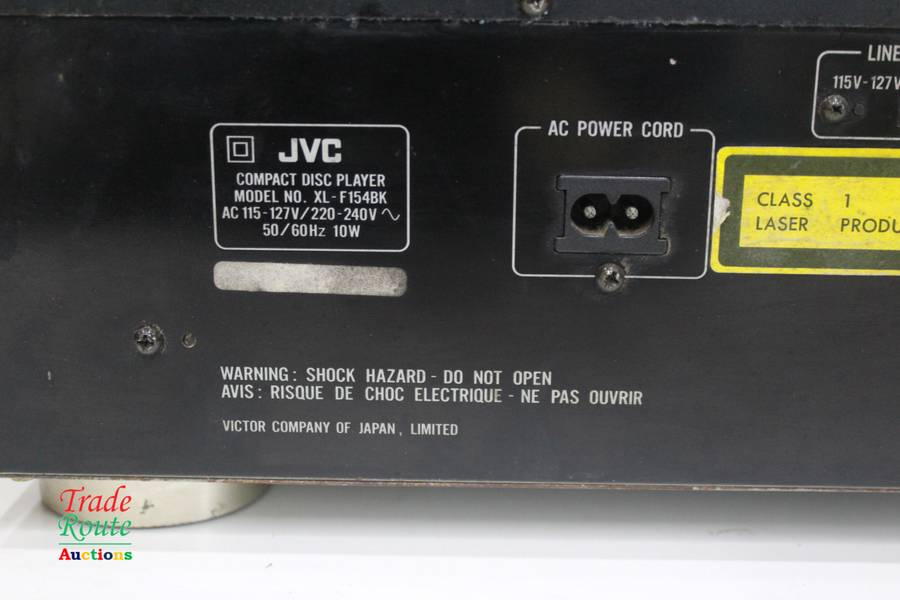 LINE
115V-127V
AC POWER CORD
JVC
COMPACT DISC PLAYER
MODEL NO. XL-F154BK
AC 115-127V/220-240V ∿
50/60Hz 10W
CLASS 1
LASER PRODU
WARNING: SHOCK HAZARD - DO NOT OPEN
AVIS: RISQUE DE CHOC ELECTRIQUE - NE PAS OUVRIR
VICTOR COMPANY OF JAPAN, LIMITED
Trade
Route
Auctions